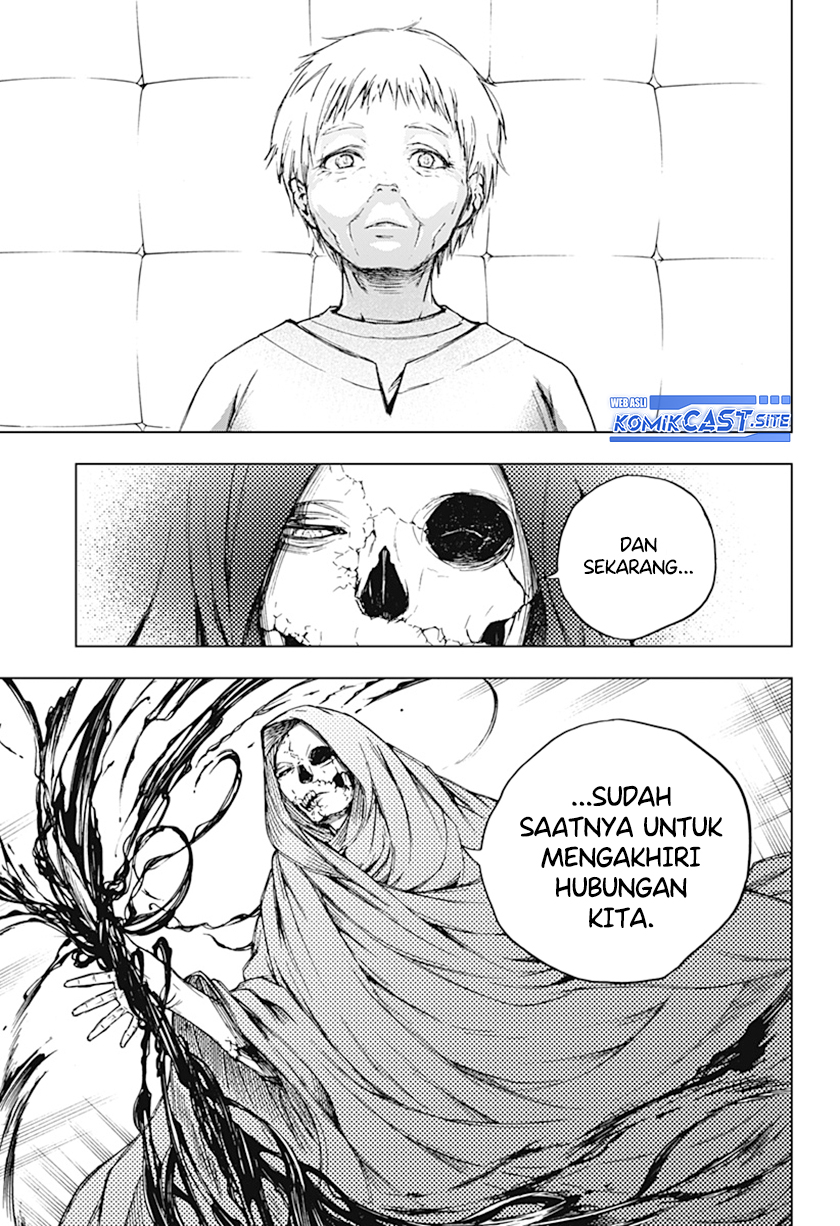 WEB ASLI
KOMIKCAST.SITE
DAN
SEKARANG...
...SUDAH
SAATNYA UNTUK
MENGAKHIRI
HUBUNGAN
KITA.